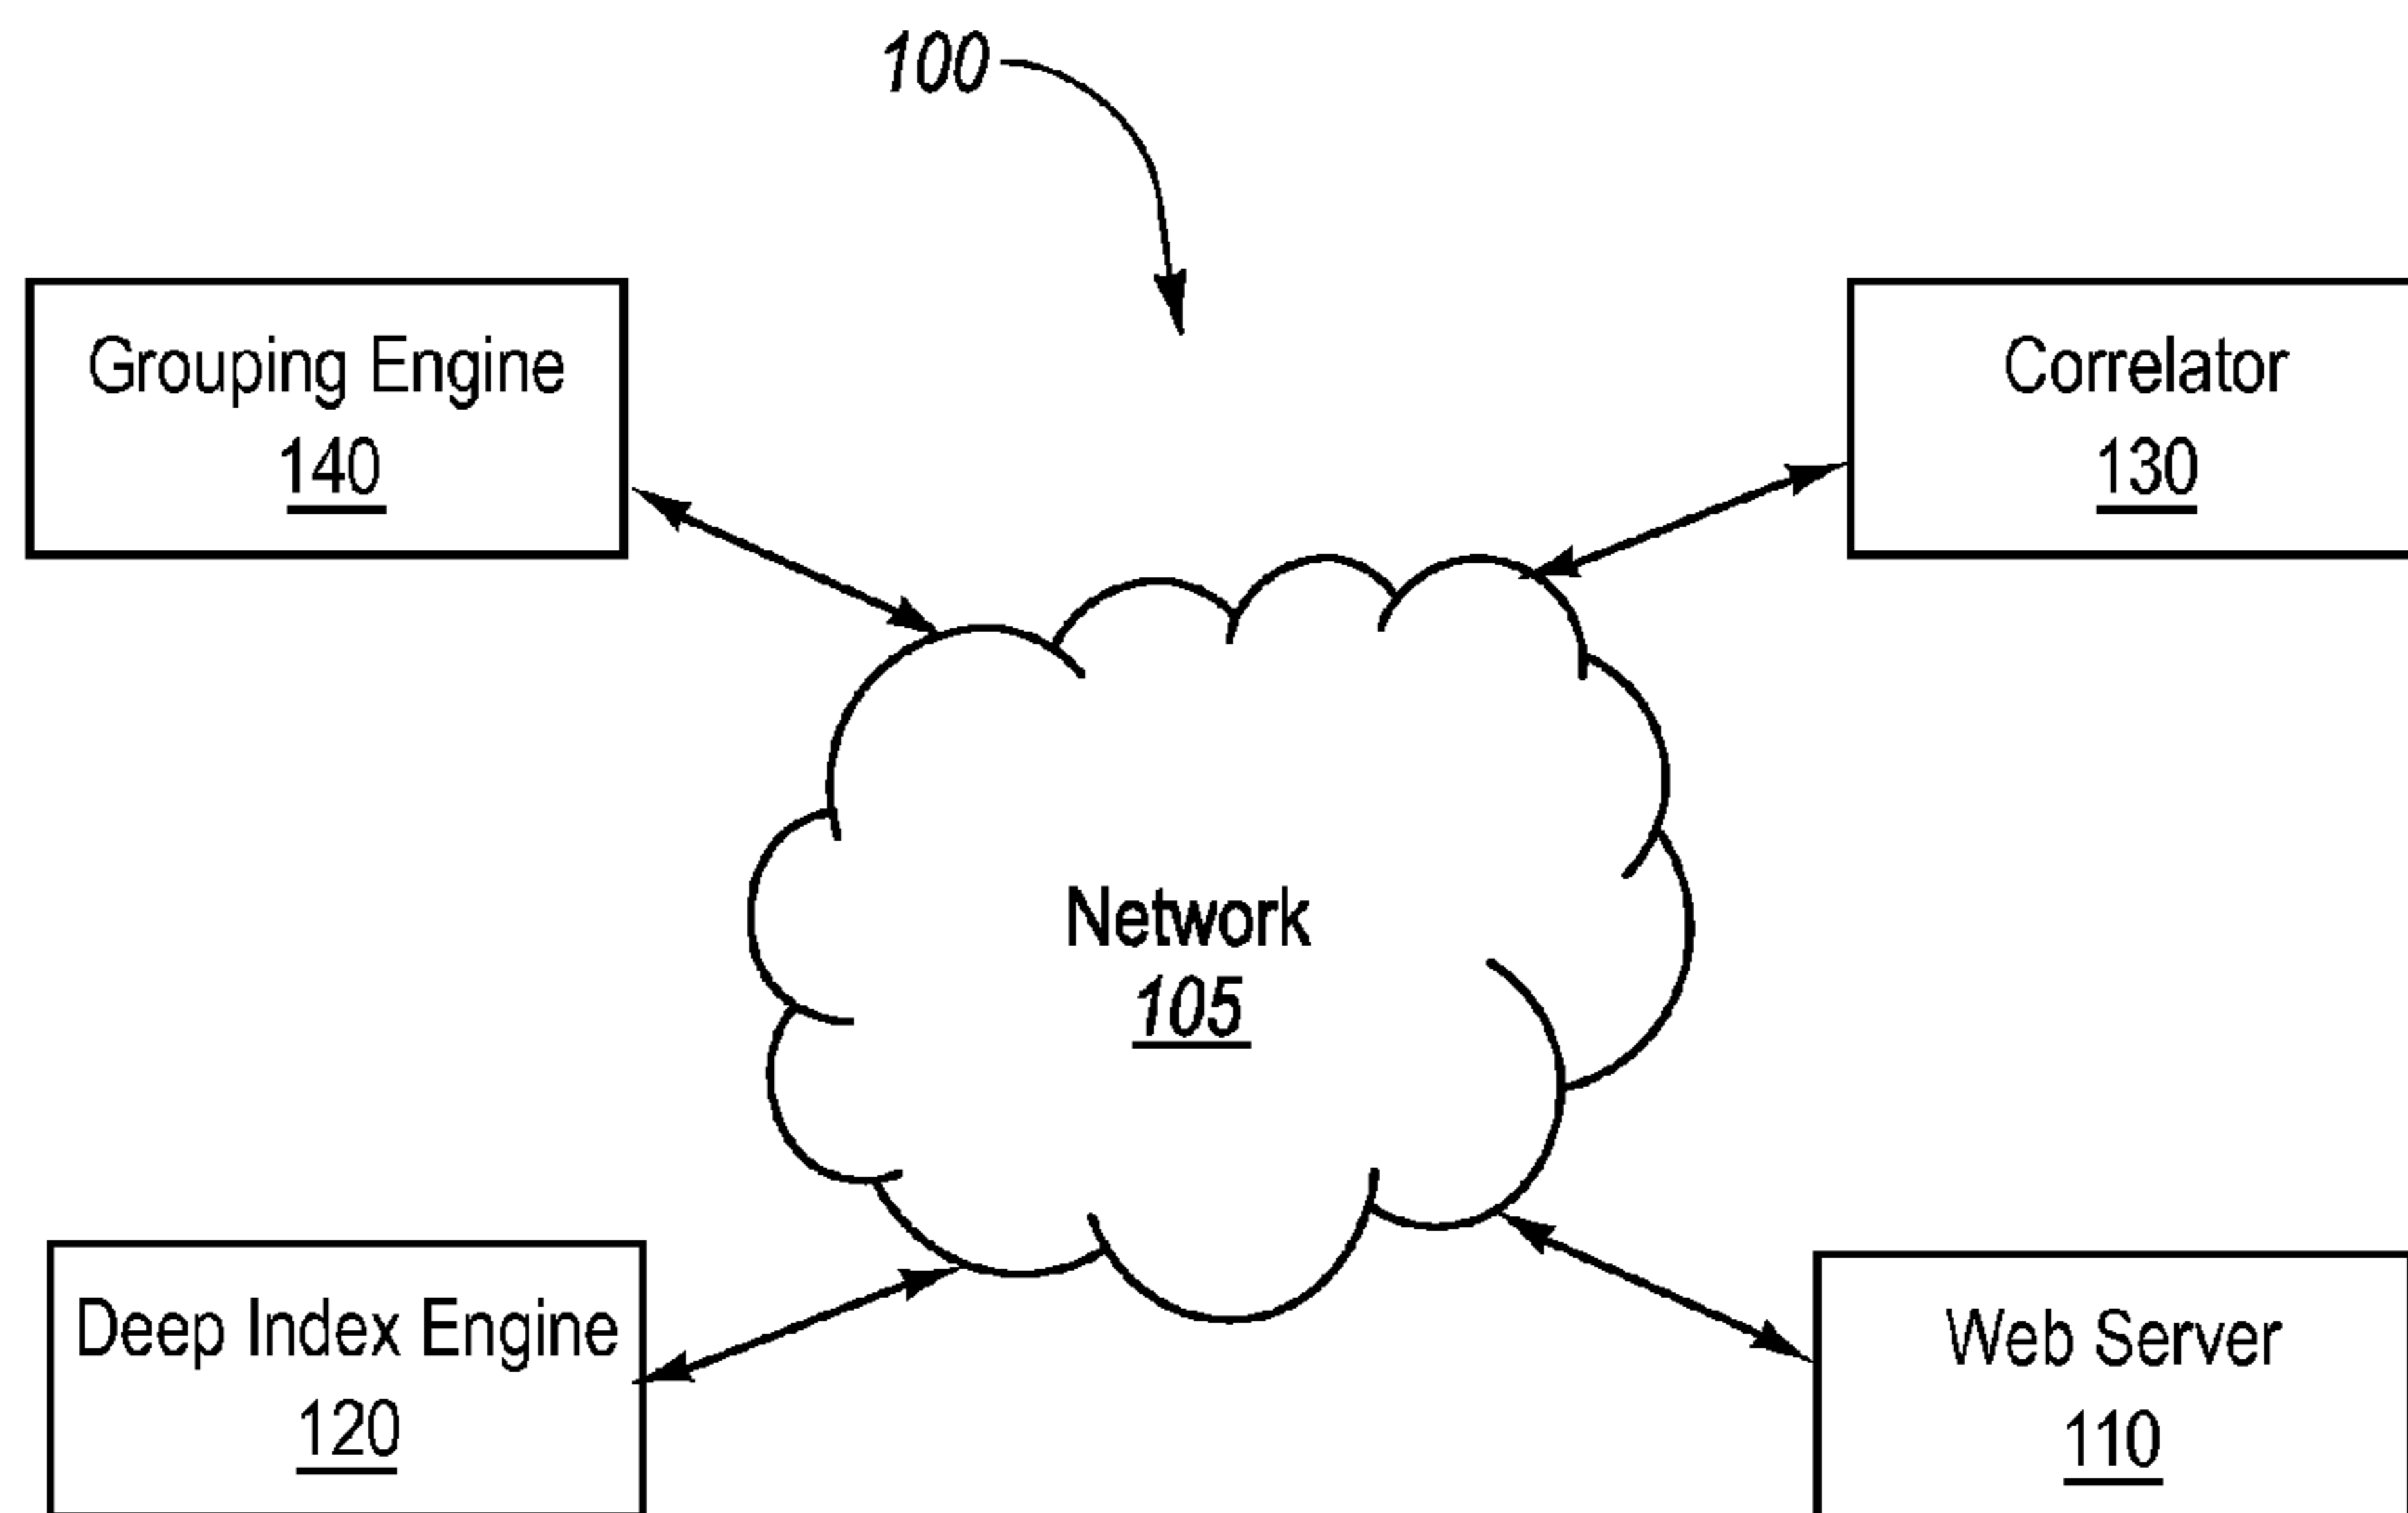 100
Grouping Engine
140
Correlator
130
Network
105
Deep Index Engine
120
Web Server
110